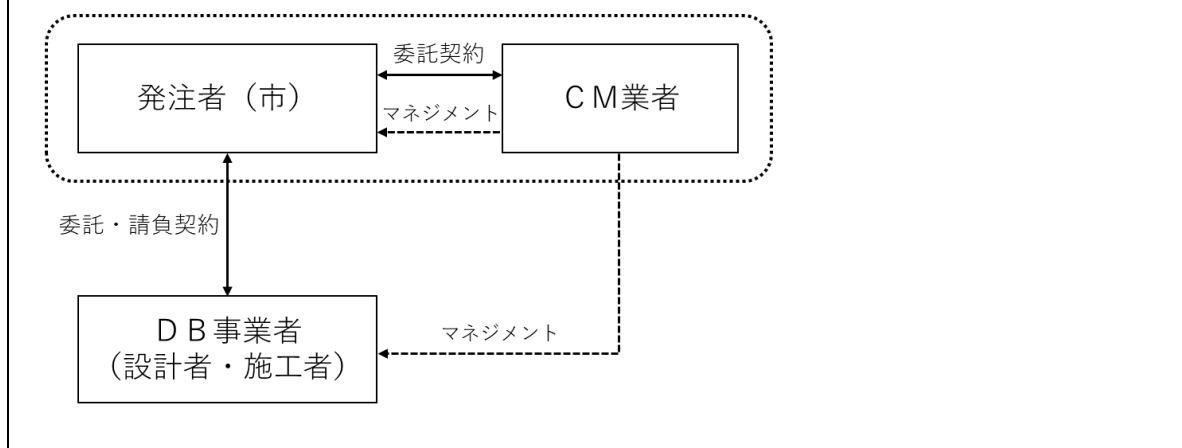 委託契約
発注者（市）
ＣＭ業者
マネジメント
委託・請負契約
ＤＢ事業者
（設計者・施工者）
マネジメント